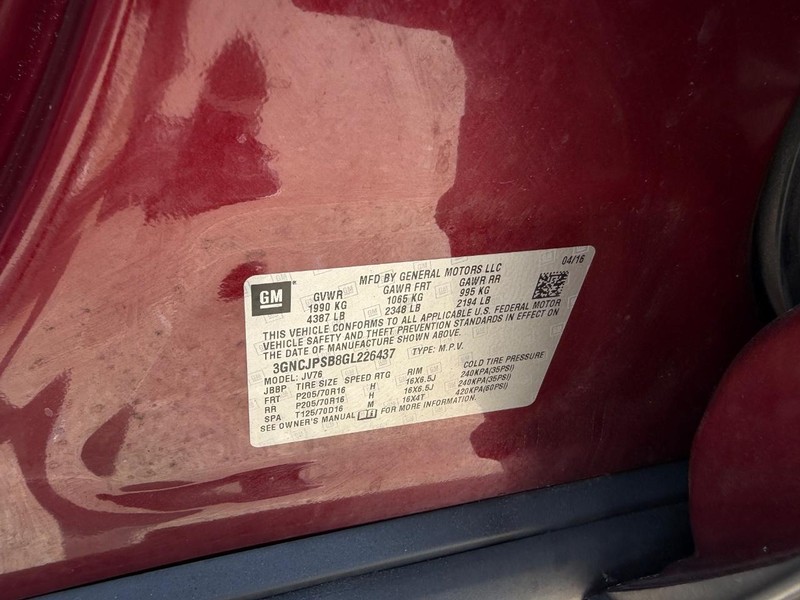 GM
MFD BY GENERAL MOTORS LLC 04/16
GVWR GAWR FRT GAWR RR
1990 KG 1065 KG 995 KG
4387 LB 2348 LB 2194 LB
THIS VEHICLE CONFORMS TO ALL APPLICABLE U.S. FEDERAL MOTOR
VEHICLE SAFETY AND THEFT PREVENTION STANDARDS IN EFFECT ON
THE DATE OF MANUFACTURE SHOWN ABOVE.
3GNCJPSB8GL226437 TYPE: M.P.V.
MODEL: JV76
JBBP TIRE SIZE SPEED RTG RIM COLD TIRE PRESSURE
FRT P205/70R16 H 16X6.5J 240KPA(35PSI)
RR P205/70R16 H 16X6.5J 240KPA(35PSI)
SPA T125/70D16 M 16X4T 420KPA(60PSI)
SEE OWNER'S MANUAL FOR MORE INFORMATION.